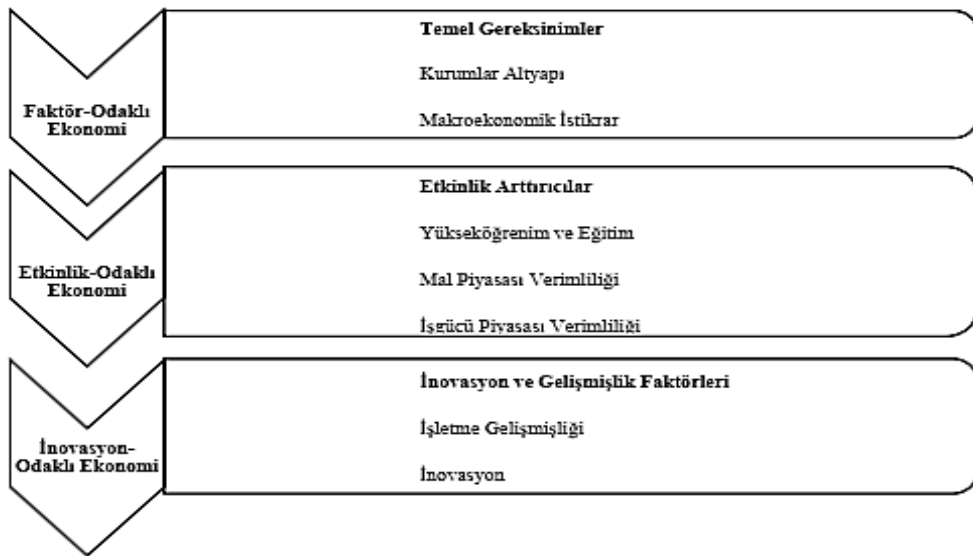 Faktör-Odaklı
Ekonomi
Temel Gereksinimler
Kurumlar Altyapı
Makroekonomik İstikrar
Etkinlik-Odaklı
Ekonomi
Etkinlik Arttırıcılar
Yükseköğrenim ve Eğitim
Mal Piyasası Verimliliği
İşgücü Piyasası Verimliliği
İnovasyon-
Odaklı Ekonomi
İnovasyon ve Gelişmişlik Faktörleri
İşletme Gelişmişliği
İnovasyon